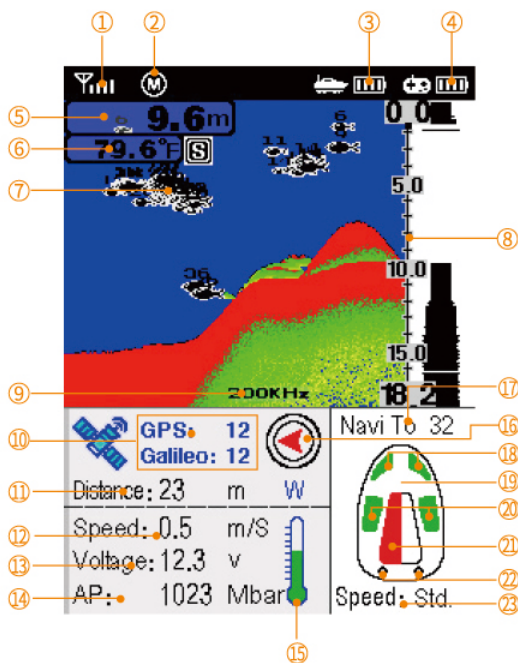 ① ② ③ ④
M
⑤ 9.6m
0.0
⑥ 79.6°F S
6
11
14
⑦
5.0
⑧
10.0
15.0
⑨ 200KHz
18.2
⑰
⑩ GPS: 12
Galileo: 12
⑯
Navi To 32
⑱
⑲
⑪ Distance: 23 m W
⑳
⑫ Speed: 0.5 m/S
㉑
⑬ Voltage: 12.3 v
㉒
⑭ AP: 1023 Mbar
Speed: Std.
㉓
⑮